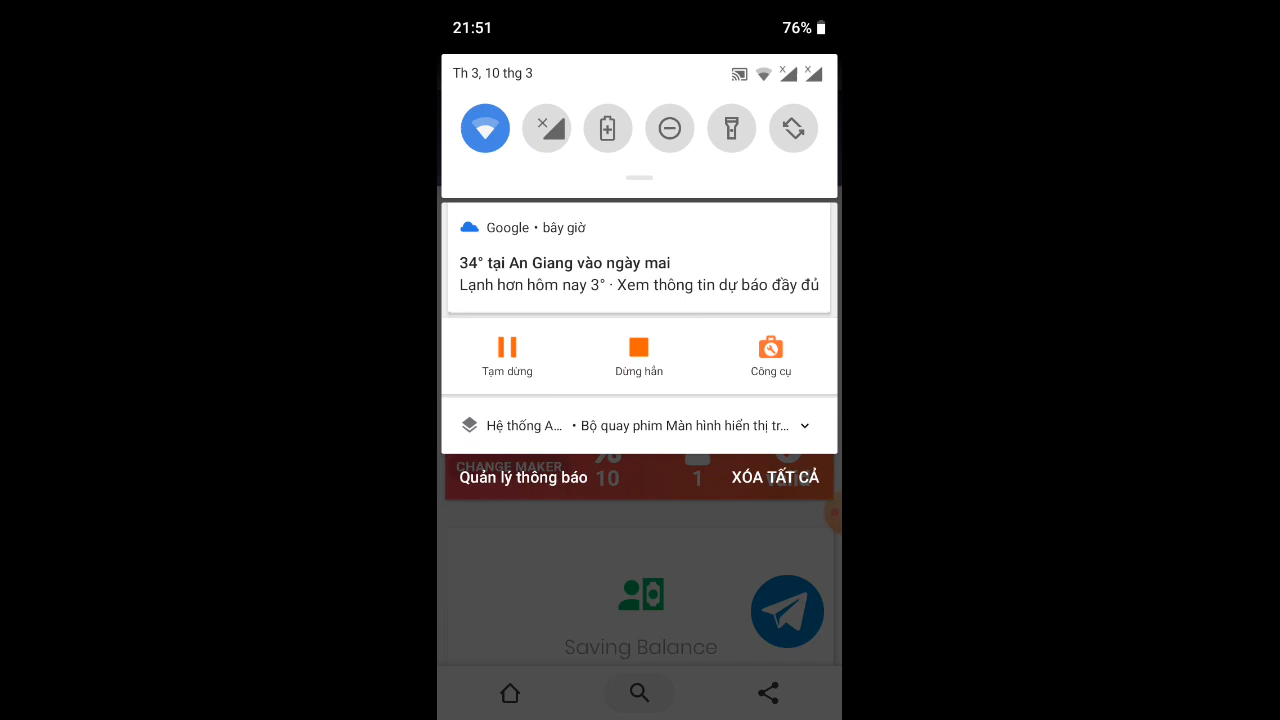 21:51
76%
Th 3, 10 thg 3
Google • bây giờ
34° tại An Giang vào ngày mai
Lạnh hơn hôm nay 3° · Xem thông tin dự báo đầy đủ
Tạm dừng
Dừng hẳn
Công cụ
Hệ thống A… • Bộ quay phim Màn hình hiển thị tr…
CHANGE MAKER
Quản lý thông báo
10
1
XÓA TẤT CẢ
Saving Balance